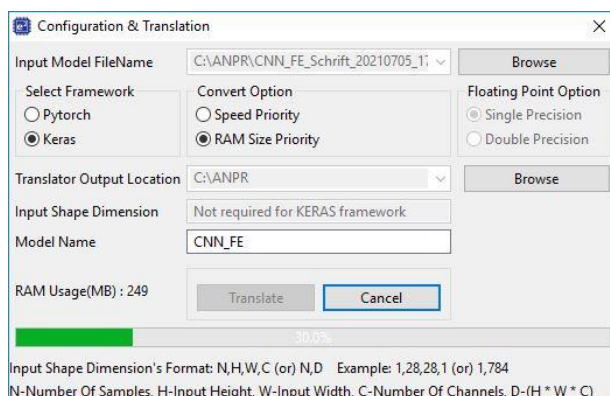 Configuration & Translation
Input Model FileName C:\ANPR\CNN_FE_Schrift_20210705_17 Browse
Select Framework Convert Option Floating Point Option
Pytorch Speed Priority Single Precision
Keras RAM Size Priority Double Precision
Translator Output Location C:\ANPR Browse
Input Shape Dimension Not required for KERAS framework
Model Name CNN_FE
RAM Usage(MB) : 249 Translate Cancel
30.0%
Input Shape Dimension's Format: N,H,W,C (or) N,D Example: 1,28,28,1 (or) 1,784
N-Number Of Samples, H-Input Height, W-Input Width, C-Number Of Channels, D-(H * W * C)